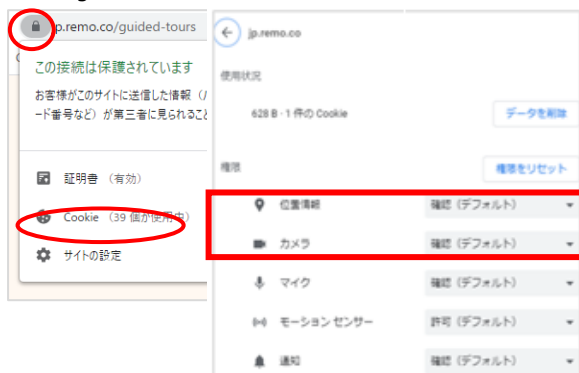 p.remo.co/guided-tours
この接続は保護されています
お客様がこのサイトに送信した情報（パ
ード番号など）が第三者に見られること
証明書（有効）
Cookie（39 個が使用中）
サイトの設定
jp.remo.co
使用状況
628 B · 1 件の Cookie
データを削除
権限
権限をリセット
位置情報
確認（デフォルト）
カメラ
確認（デフォルト）
マイク
確認（デフォルト）
モーション センサー
許可（デフォルト）
通知
確認（デフォルト）